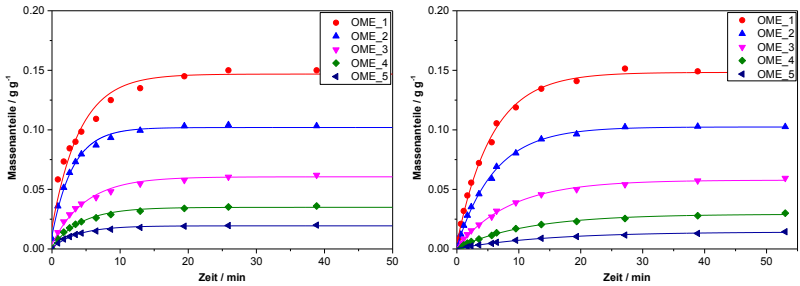 0.20
0.15
0.10
0.05
0.00
Massenanteile / g g⁻¹
0
10
20
30
40
50
Zeit / min
OME_1
OME_2
OME_3
OME_4
OME_5
0.20
0.15
0.10
0.05
0.00
Massenanteile / g g⁻¹
0
10
20
30
40
50
Zeit / min
OME_1
OME_2
OME_3
OME_4
OME_5